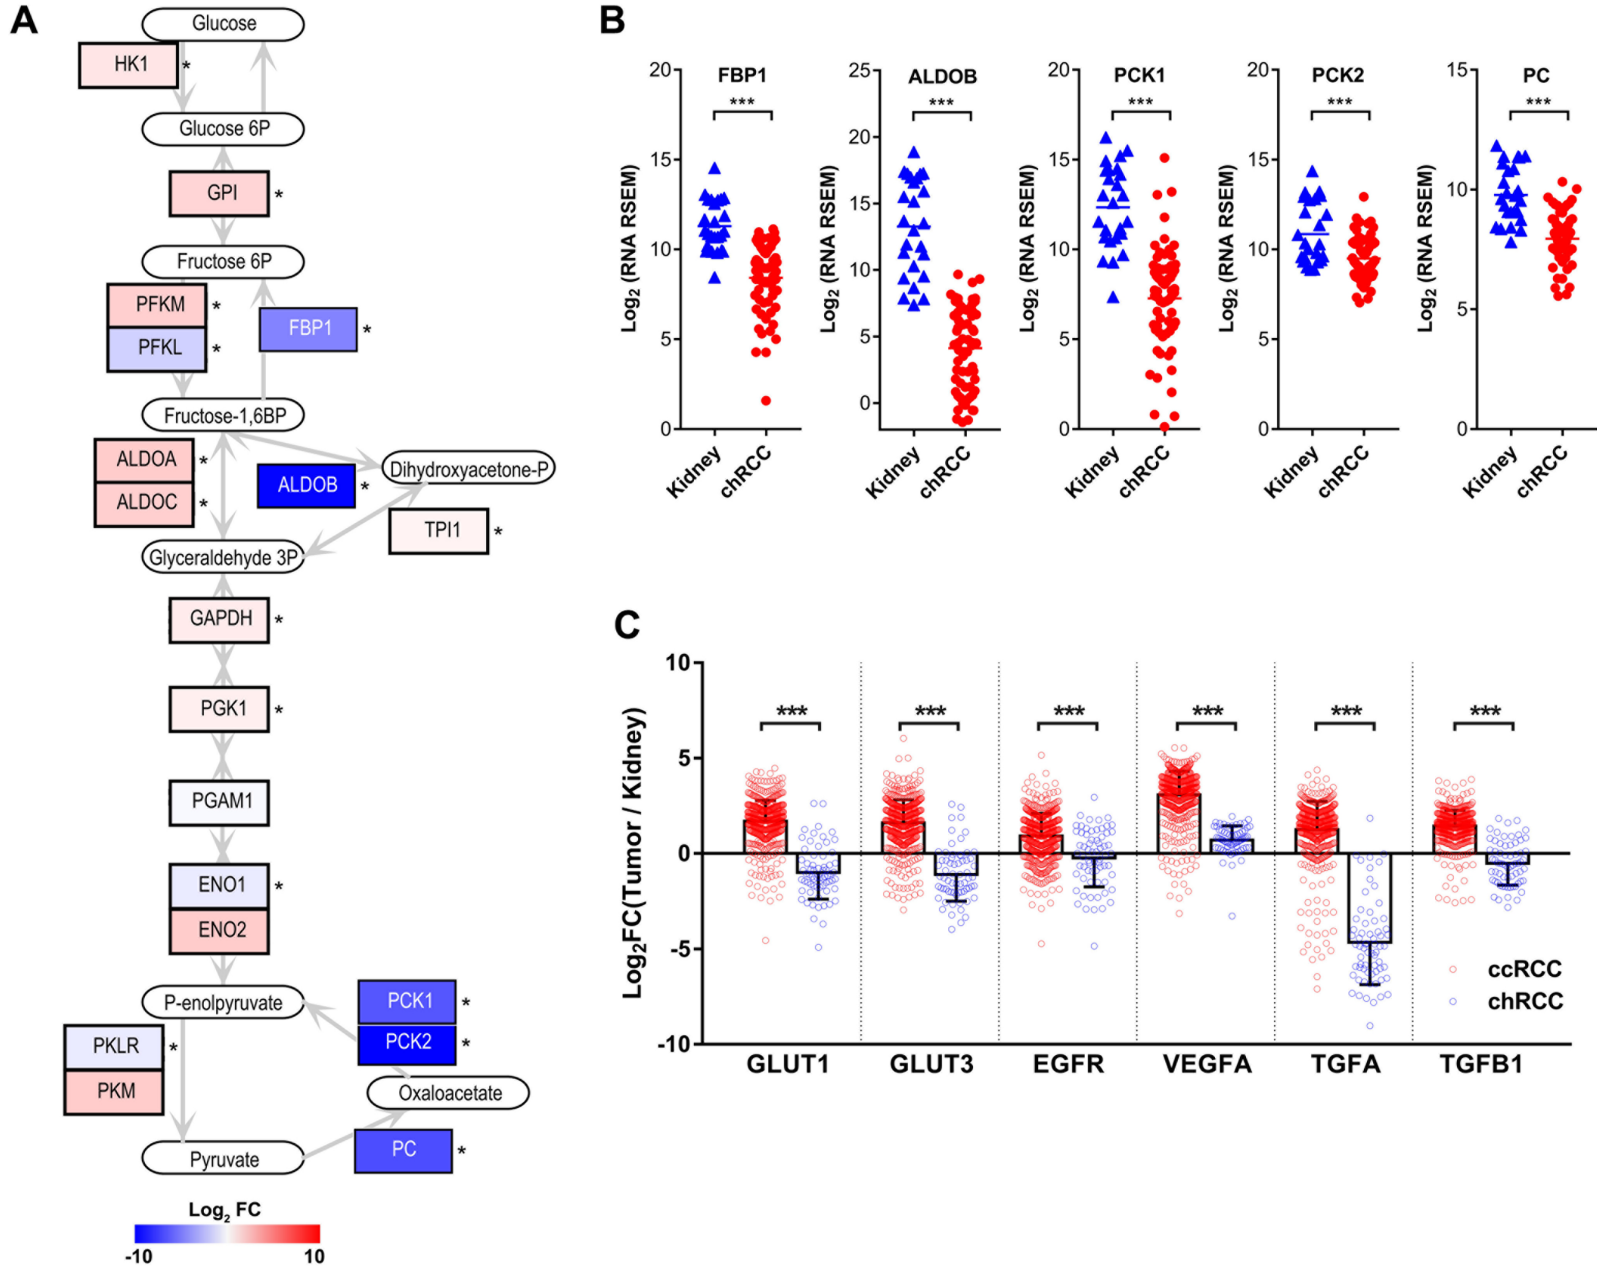 A
Glucose
HK1 *
Glucose 6P
GPI *
Fructose 6P
PFKM *
PFKL *
FBP1 *
Fructose-1,6BP
ALDOA *
ALDOC *
ALDOB *
Dihydroxyacetone-P
TPI1 *
Glyceraldehyde 3P
GAPDH *
PGK1 *
PGAM1
ENO1 *
ENO2
P-enolpyruvate
PCK1 *
PCK2 *
PKLR *
PKM
Oxaloacetate
PC *
Pyruvate
Log2 FC
-10 10
B
FBP1
***
Log2 (RNA RSEM)
20
15
10
5
0
Kidney
chRCC
ALDOB
***
Log2 (RNA RSEM)
25
20
15
10
5
0
Kidney
chRCC
PCK1
***
Log2 (RNA RSEM)
20
15
10
5
0
Kidney
chRCC
PCK2
***
Log2 (RNA RSEM)
20
15
10
5
0
Kidney
chRCC
PC
***
Log2 (RNA RSEM)
15
10
5
0
Kidney
chRCC
C
Log2FC(Tumor / Kidney)
10
5
0
-5
-10
*** *** *** *** *** ***
ccRCC
chRCC
GLUT1 GLUT3 EGFR VEGFA TGFA TGFB1